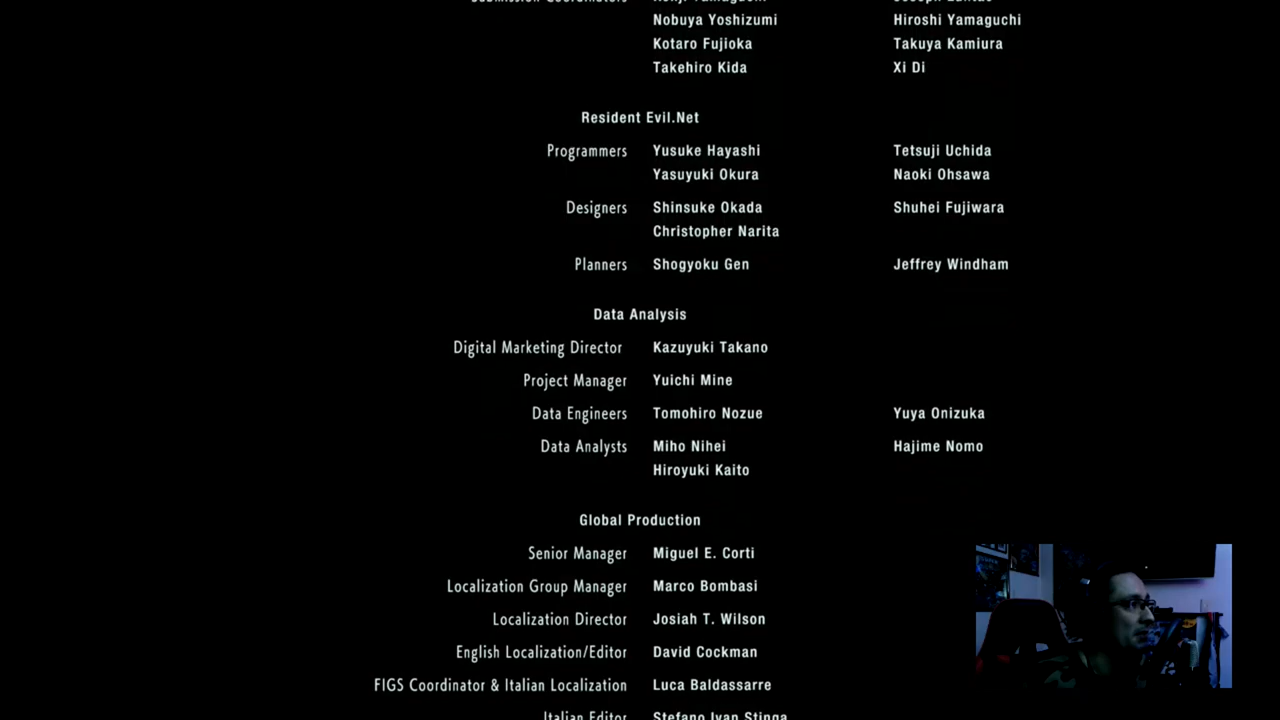 Nobuya Yoshizumi Hiroshi Yamaguchi
Kotaro Fujioka Takuya Kamiura
Takehiro Kida Xi Di
Resident Evil.Net
Programmers Yusuke Hayashi Tetsuji Uchida
Yasuyuki Okura Naoki Ohsawa
Designers Shinsuke Okada Shuhei Fujiwara
Christopher Narita
Planners Shogyoku Gen Jeffrey Windham
Data Analysis
Digital Marketing Director Kazuyuki Takano
Project Manager Yuichi Mine
Data Engineers Tomohiro Nozue Yuya Onizuka
Data Analysts Miho Nihei Hajime Nomo
Hiroyuki Kaito
Global Production
Senior Manager Miguel E. Corti
Localization Group Manager Marco Bombasi
Localization Director Josiah T. Wilson
English Localization/Editor David Cockman
FIGS Coordinator & Italian Localization Luca Baldassarre
Italian Editor Stefano Ivan Stinga